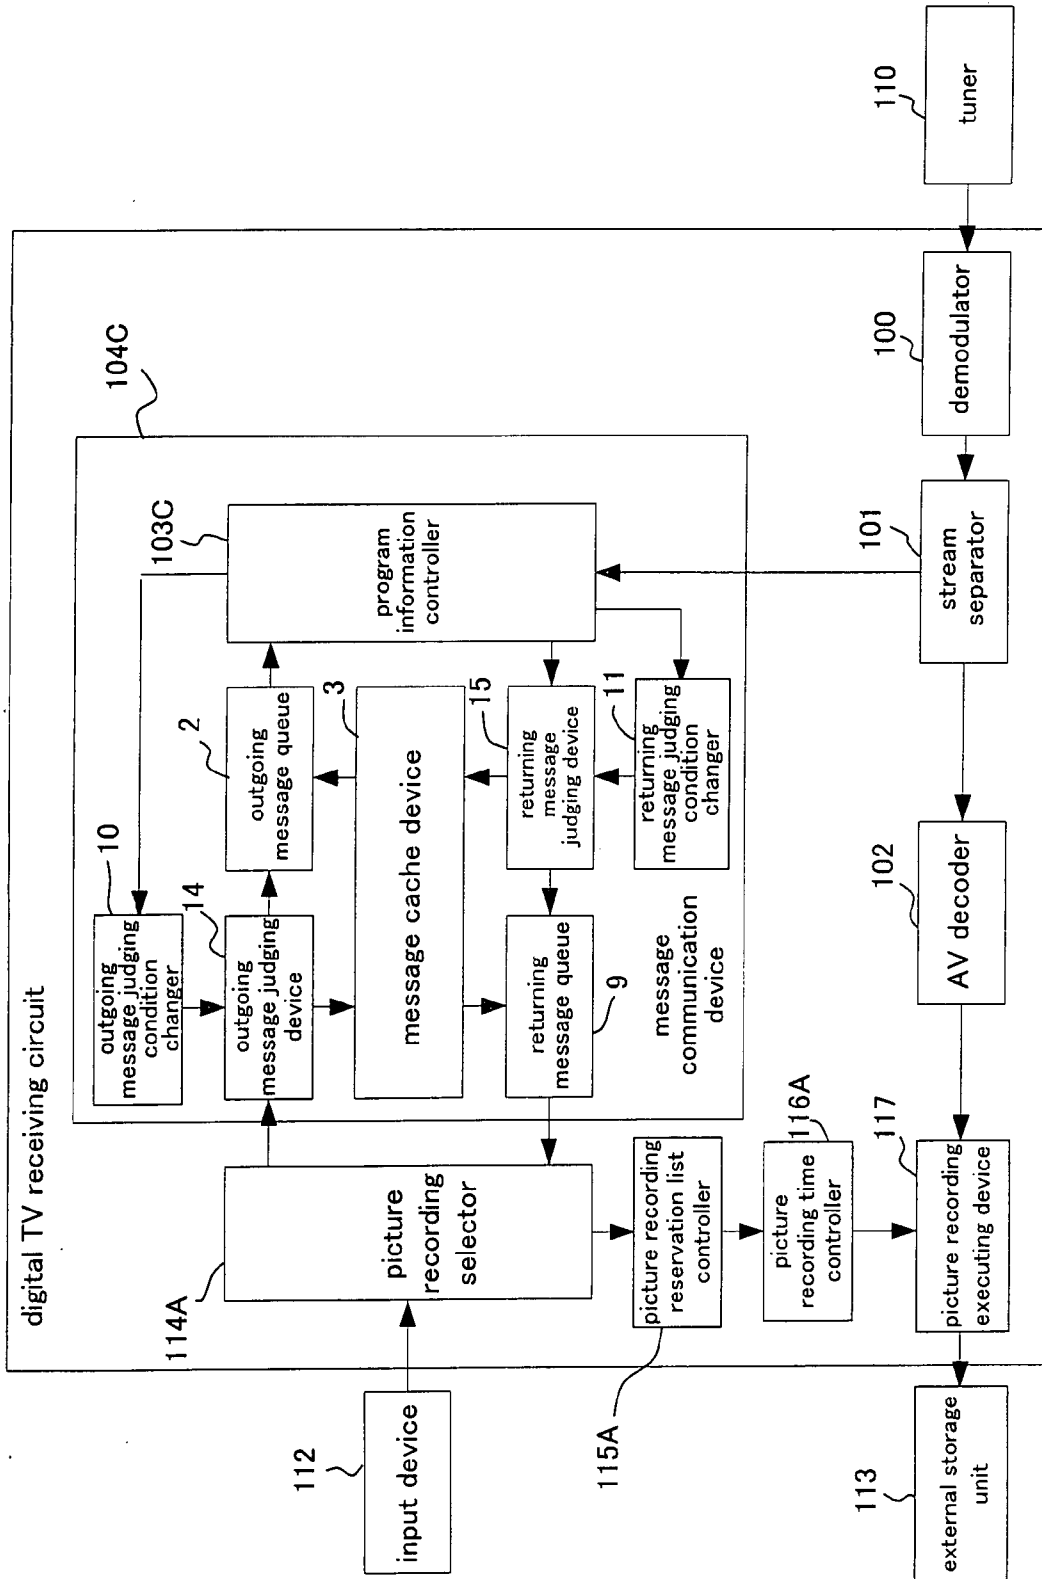 digital TV receiving circuit
104C
10
outgoing
message judging
condition
changer
2
outgoing
message queue
103C
program
information
controller
14
outgoing
message judging
device
3
message cache device
15
returning
message
judging device
11
returning
message judging
condition
changer
returning
message queue
9
message
communication
device
114A
picture
recording
selector
112
input device
115A
picture recording
reservation list
controller
116A
picture
recording time
controller
117
picture recording
executing device
113
external storage
unit
102
AV decoder
101
stream
separator
100
demodulator
110
tuner